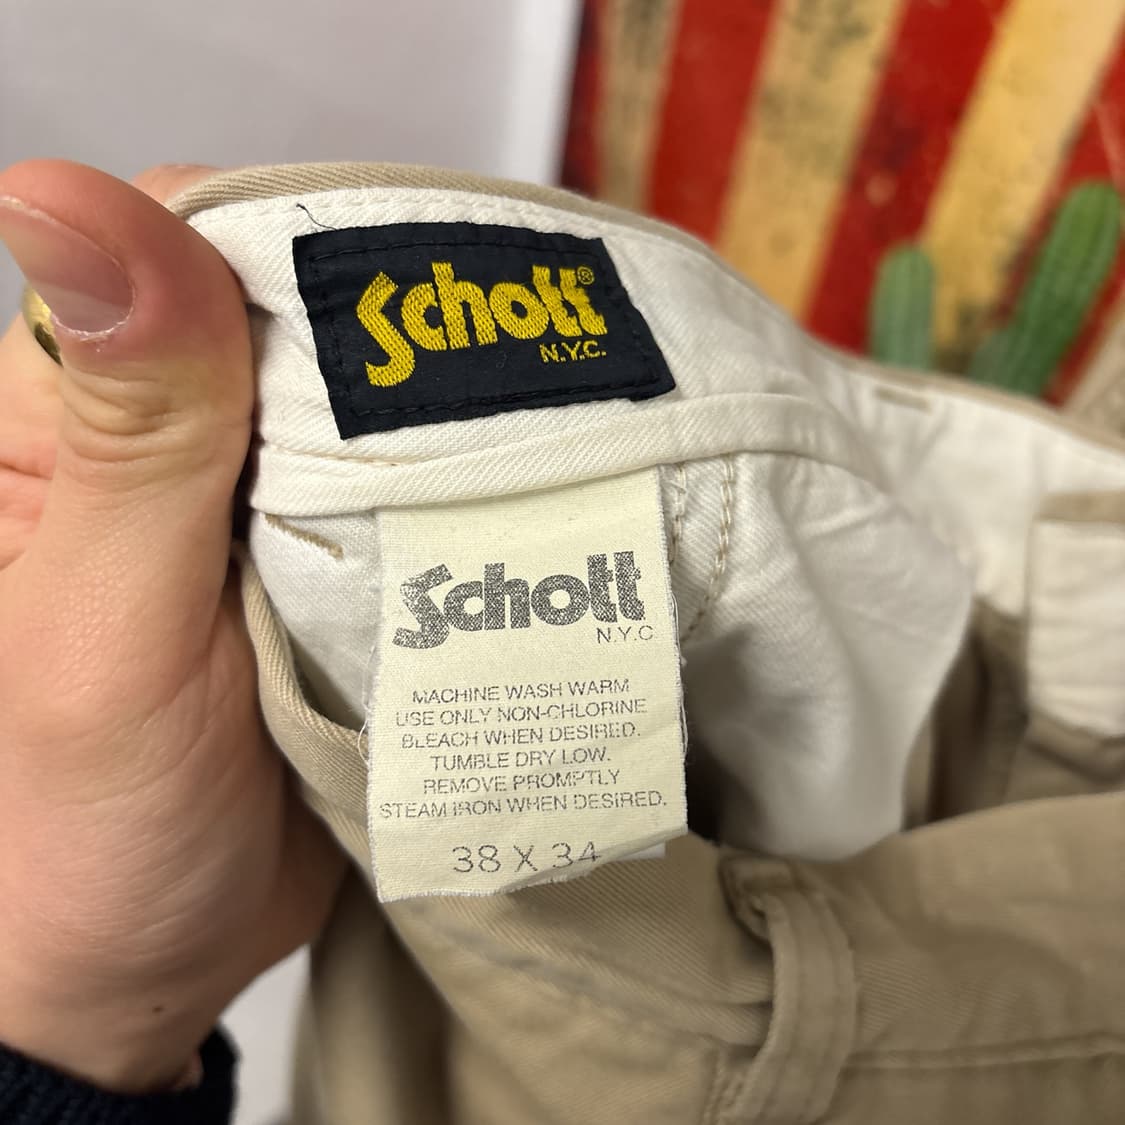 Schott®
N.Y.C.
Schott
N.Y.C
MACHINE WASH WARM
USE ONLY NON-CHLORINE
BLEACH WHEN DESIRED.
TUMBLE DRY LOW.
REMOVE PROMPTLY
STEAM IRON WHEN DESIRED.
38 X 34